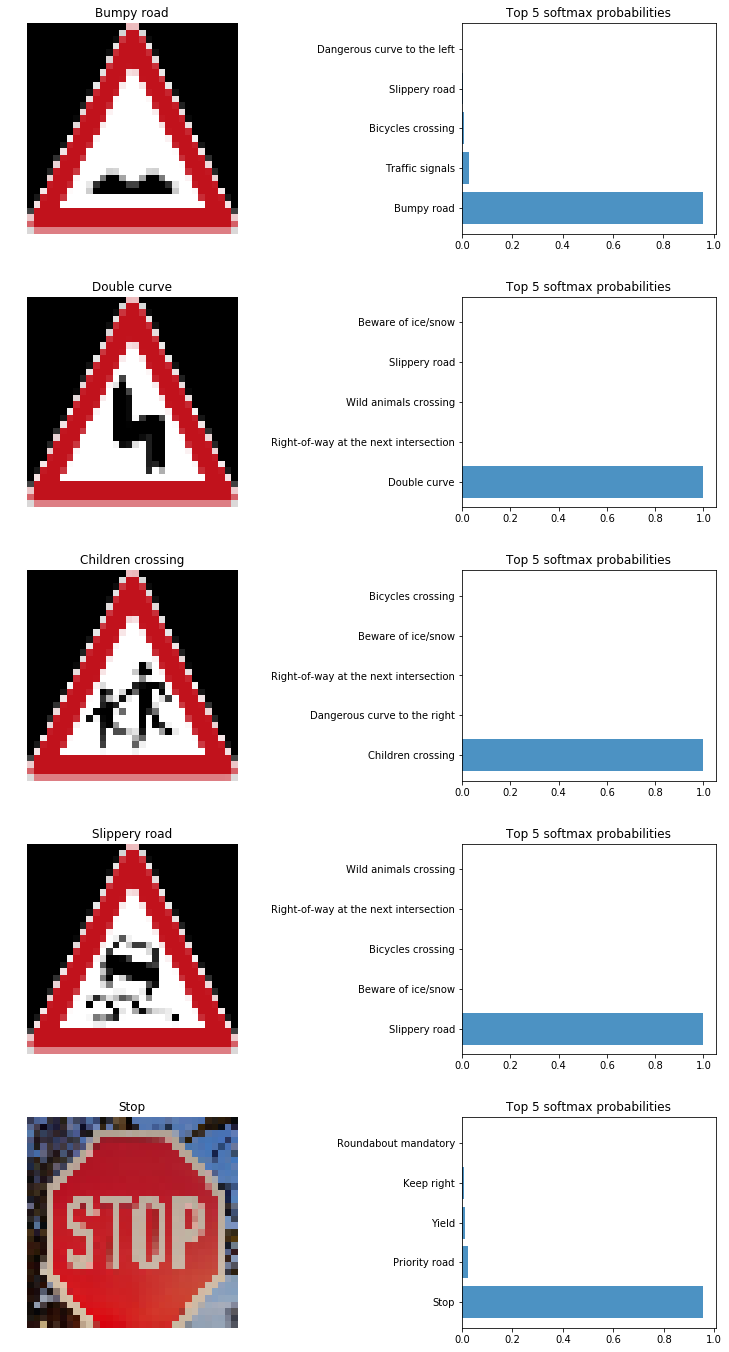 Bumpy road
Top 5 softmax probabilities
Dangerous curve to the left
Slippery road
Bicycles crossing
Traffic signals
Bumpy road
0.0 0.2 0.4 0.6 0.8 1.0
Double curve
Top 5 softmax probabilities
Beware of ice/snow
Slippery road
Wild animals crossing
Right-of-way at the next intersection
Double curve
0.0 0.2 0.4 0.6 0.8 1.0
Children crossing
Top 5 softmax probabilities
Bicycles crossing
Beware of ice/snow
Right-of-way at the next intersection
Dangerous curve to the right
Children crossing
0.0 0.2 0.4 0.6 0.8 1.0
Slippery road
Top 5 softmax probabilities
Wild animals crossing
Right-of-way at the next intersection
Bicycles crossing
Beware of ice/snow
Slippery road
0.0 0.2 0.4 0.6 0.8 1.0
Stop
STOP
Top 5 softmax probabilities
Roundabout mandatory
Keep right
Yield
Priority road
Stop
0.0 0.2 0.4 0.6 0.8 1.0